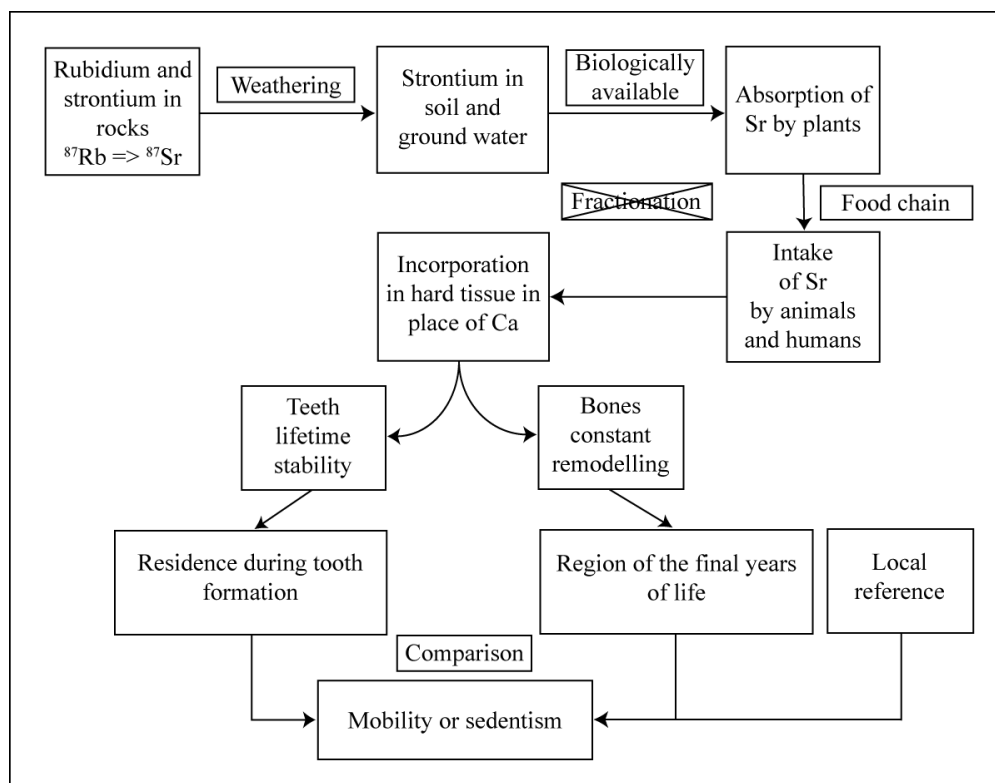 Rubidium and
strontium in
rocks
⁸⁷Rb => ⁸⁷Sr
Weathering
Strontium in
soil and
ground water
Biologically
available
Absorption of
Sr by plants
Fractionation
Food chain
Incorporation
in hard tissue in
place of Ca
Intake
of Sr
by animals
and humans
Teeth
lifetime
stability
Bones
constant
remodelling
Residence during tooth
formation
Region of the final years
of life
Local
reference
Comparison
Mobility or sedentism